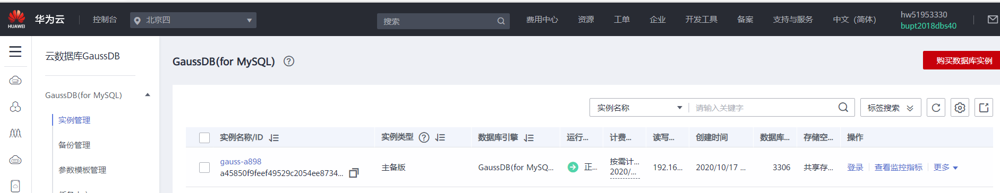 HUAWEI 华为云 控制台 北京四 搜索 费用中心 资源 工单 企业 开发工具 备案 支持与服务 中文（简体） hw51953330
bupt2018dbs40
云数据库GaussDB
GaussDB(for MySQL)
实例管理
备份管理
参数模板管理
GaussDB(for MySQL) ?
购买数据库实例
实例名称 请输入关键字 标签搜索
实例名称/ID 实例类型 ? 数据库引擎 运行... 计费... 读写... 创建时间 数据库... 存储空... 操作
gauss-a898
a45850f9feef49529c2054ee8734... 主备版 GaussDB(for MySQ... 正... 按需计... 192.16... 2020/10/17 ... 3306 共享存... 登录 查看监控指标 更多
2020/...